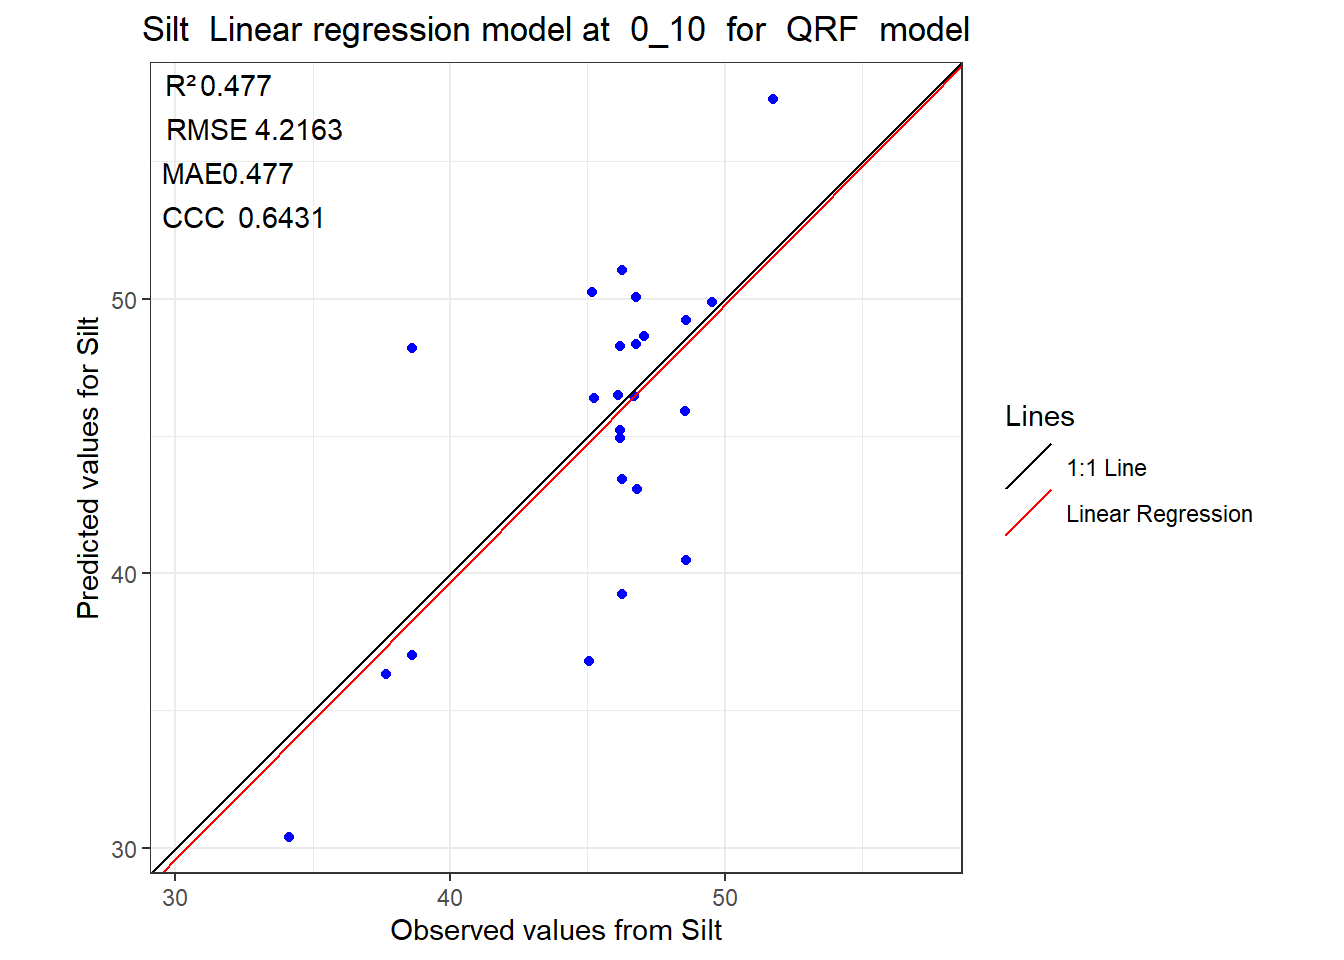 Silt Linear regression model at 0_10 for QRF model
R² 0.477
RMSE 4.2163
MAE0.477
CCC 0.6431
50
40
30
30 40 50
Predicted values for Silt
Observed values from Silt
Lines
1:1 Line
Linear Regression